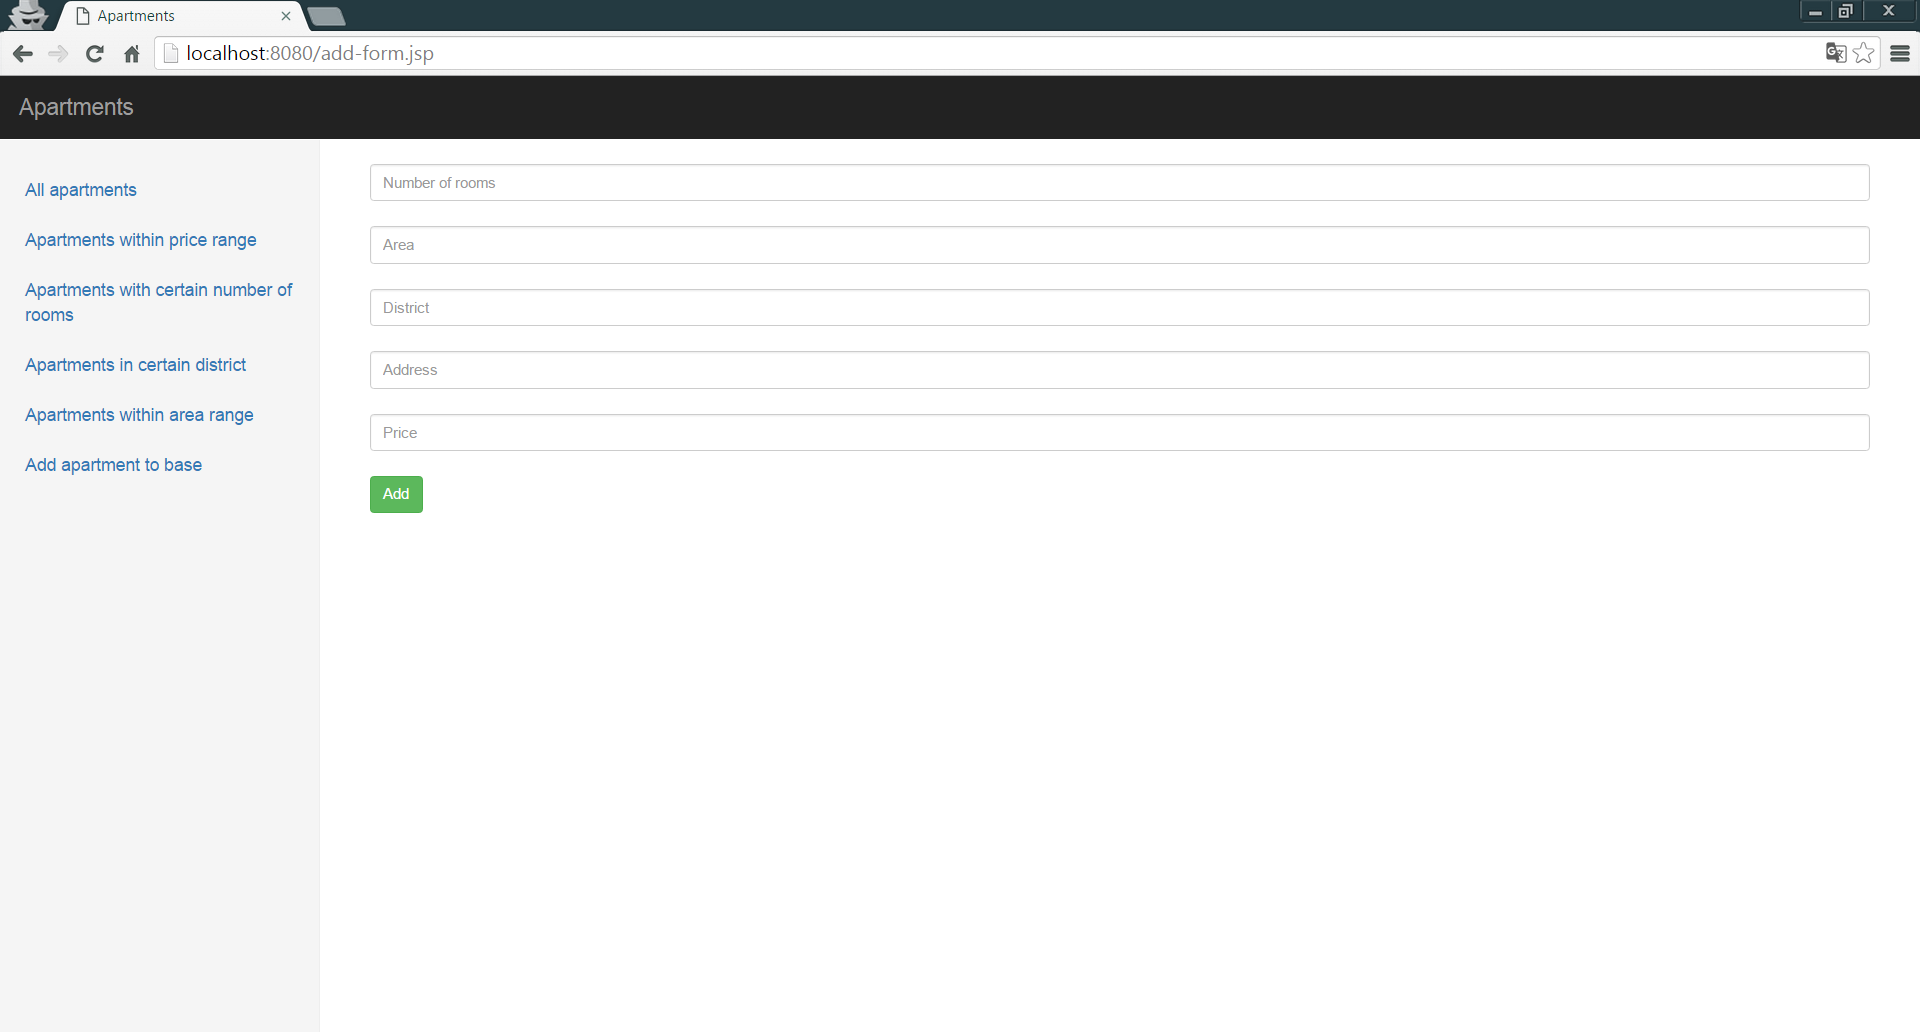 Apartments
localhost:8080/add-form.jsp
Apartments
All apartments
Apartments within price range
Apartments with certain number of
rooms
Apartments in certain district
Apartments within area range
Add apartment to base
Number of rooms
Area
District
Address
Price
Add